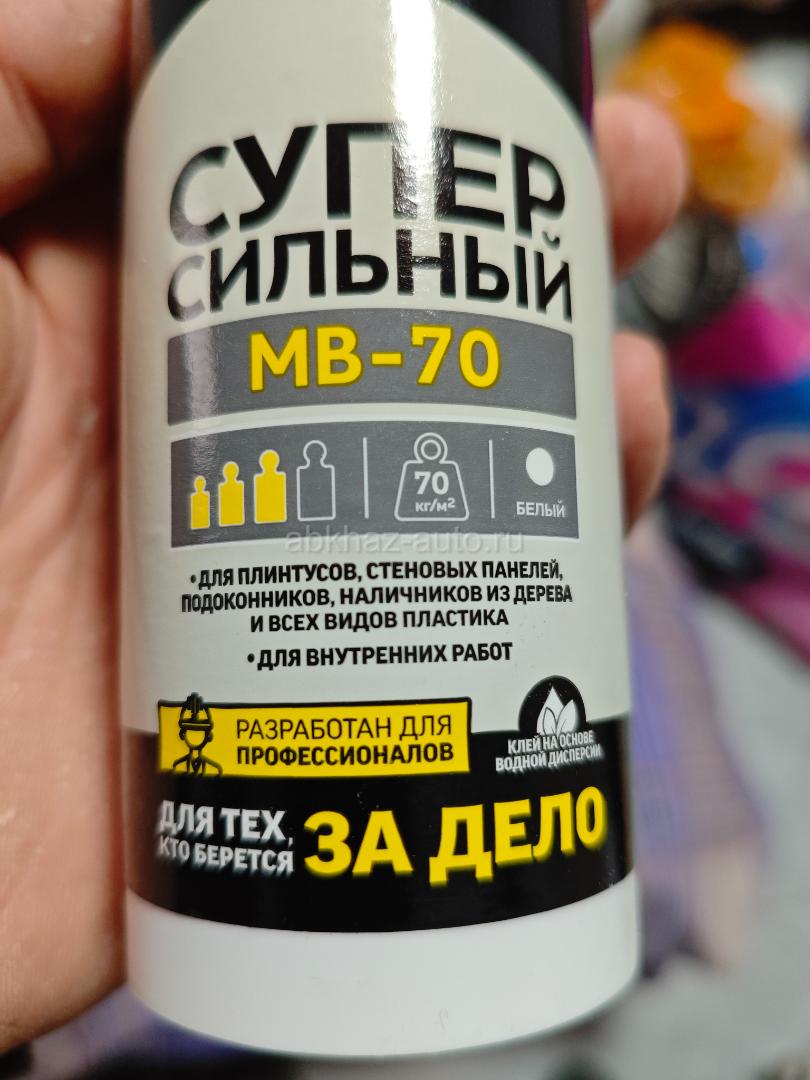 СУПЕР
СИЛЬНЫЙ
МВ-70
70
кг/м²
БЕЛЫЙ
abkhaz-auto.ru
•ДЛЯ ПЛИНТУСОВ, СТЕНОВЫХ ПАНЕЛЕЙ,
ПОДОКОННИКОВ, НАЛИЧНИКОВ ИЗ ДЕРЕВА
И ВСЕХ ВИДОВ ПЛАСТИКА
•ДЛЯ ВНУТРЕННИХ РАБОТ
РАЗРАБОТАН ДЛЯ
ПРОФЕССИОНАЛОВ
КЛЕЙ НА ОСНОВЕ
ВОДНОЙ ДИСПЕРСИИ
ДЛЯ ТЕХ,
КТО БЕРЕТСЯ
ЗА ДЕЛО